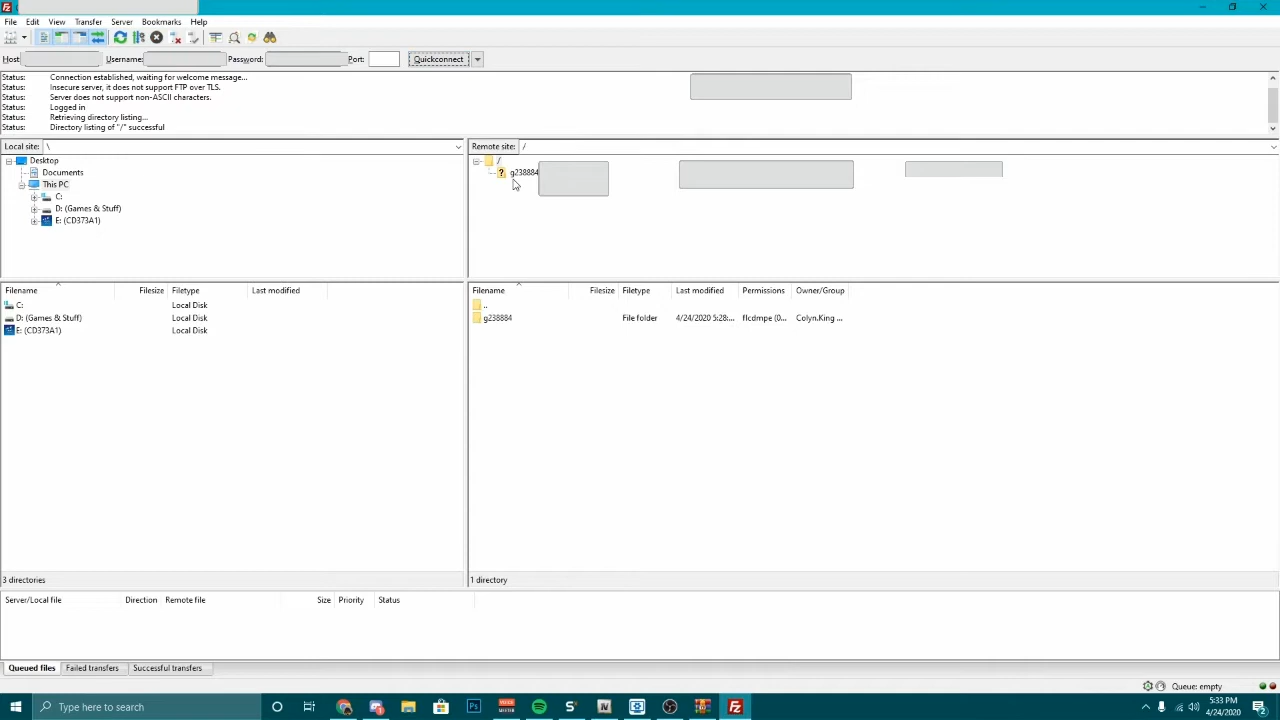 File Edit View Transfer Server Bookmarks Help
Host: Username: Password: Port: Quickconnect
Status: Connection established, waiting for welcome message...
Status: Insecure server, it does not support FTP over TLS.
Status: Server does not support non-ASCII characters.
Status: Logged in
Status: Retrieving directory listing...
Status: Directory listing of "/" successful
Local site: \
Remote site: /
Desktop
Documents
This PC
C:
D: (Games & Stuff)
E: (CD373A1)
/
g238884
Filename Filesize Filetype Last modified
C: Local Disk
D: (Games & Stuff) Local Disk
E: (CD373A1) Local Disk
3 directories
Filename Filesize Filetype Last modified Permissions Owner/Group
..
g238884 File folder 4/24/2020 5:28:... flcdmpe (0... Colyn.King ...
1 directory
Server/Local file Direction Remote file Size Priority Status
Queued files Failed transfers Successful transfers
Queue: empty
Type here to search
5:33 PM
4/24/2020